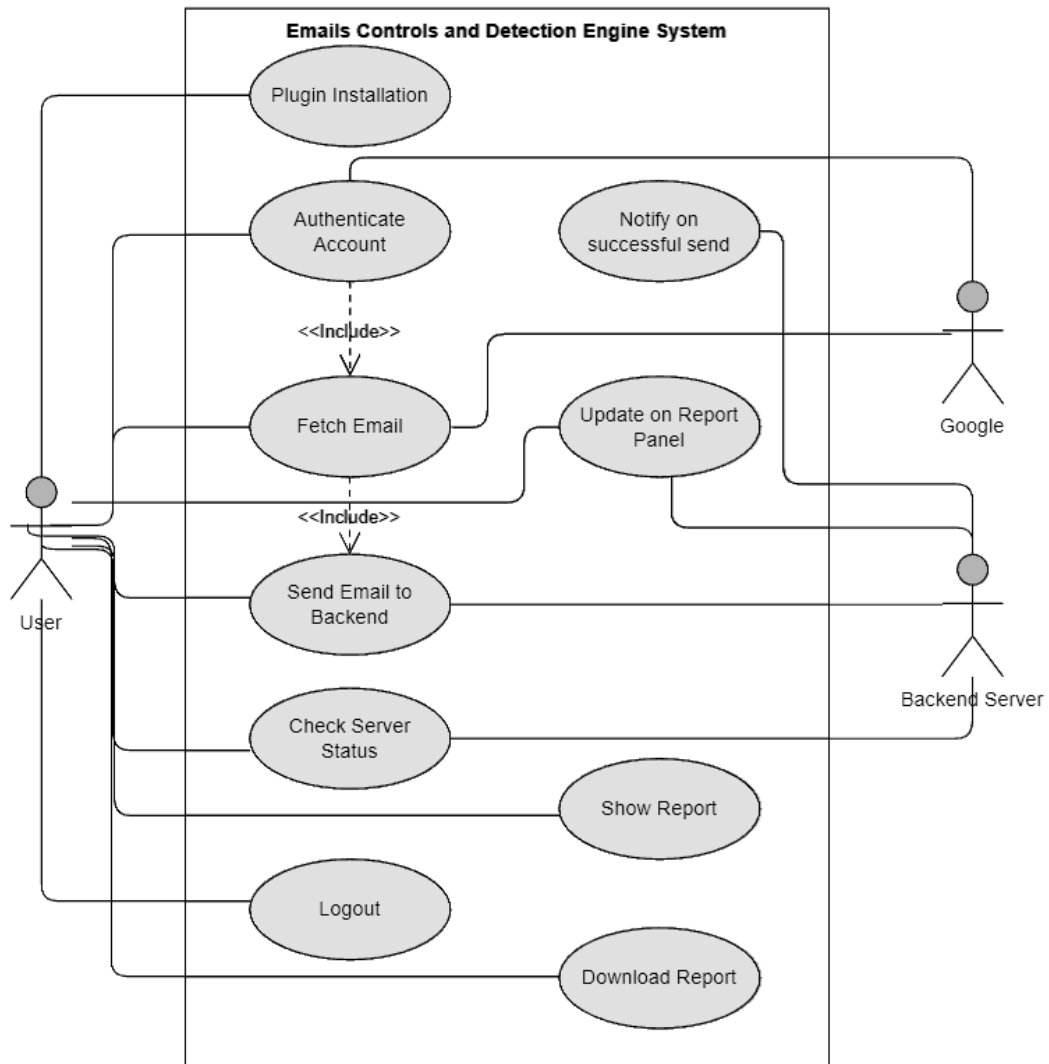 Emails Controls and Detection Engine System
Plugin Installation
Authenticate
Account
Notify on
successful send
<<Include>>
Fetch Email
Update on Report
Panel
Google
<<Include>>
Send Email to
Backend
User
Backend Server
Check Server
Status
Show Report
Logout
Download Report